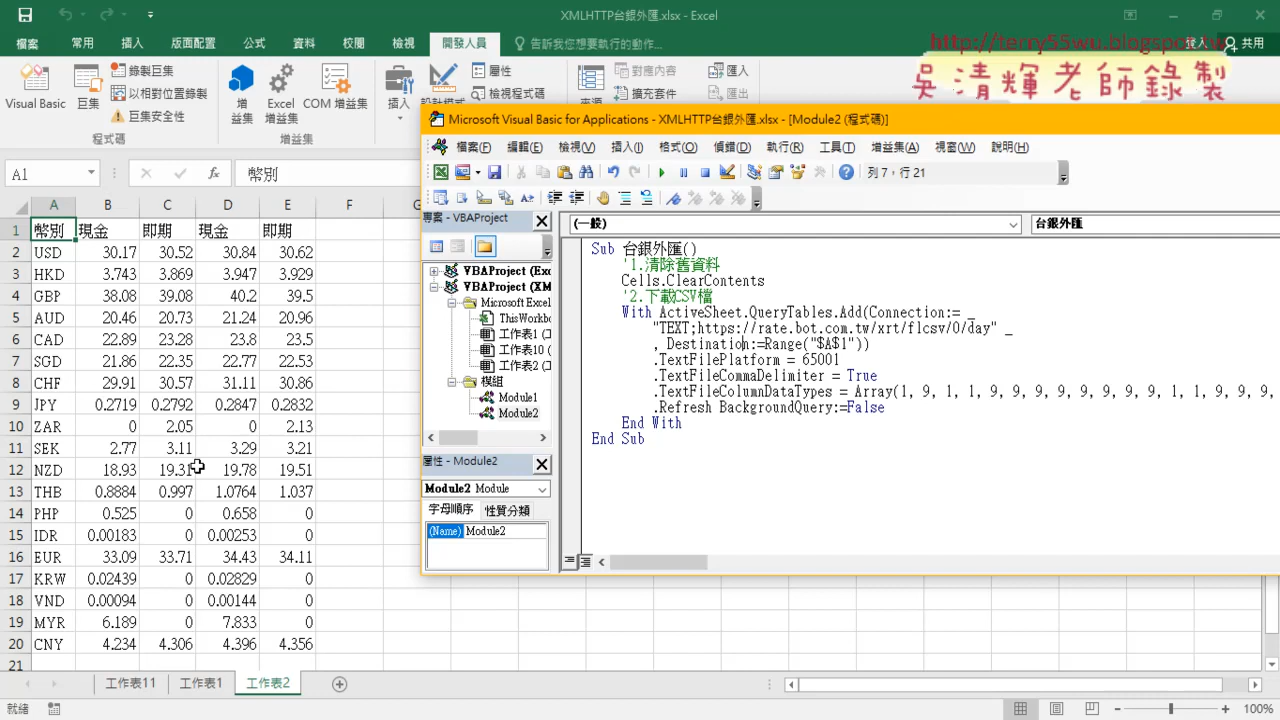 XMLHTTP台銀外匯.xlsx - Excel
檔案 常用 插入 版面配置 公式 資料 校閱 檢視 開發人員 告訴我您想要執行的動作... 登入 共用
http://terry55wu.blogspot.tw
吳清輝老師錄製
Visual Basic 巨集 錄製巨集 以相對位置錄製 巨集安全性 增益集 Excel 增益集 COM 增益集 插入 設計模式 屬性 檢視程式碼 來源 對應內容 擴充套件 匯入 匯出
程式碼 增益集
A1 fx 幣別
Microsoft Visual Basic for Applications - XMLHTTP台銀外匯.xlsx - [Module2 (程式碼)]
檔案(F) 編輯(E) 檢視(V) 插入(I) 格式(O) 偵錯(D) 執行(R) 工具(T) 增益集(A) 視窗(W) 說明(H)
列 7，行 21
專案 - VBAProject
(一般) 台銀外匯
VBAProject (Exc
VBAProject (XM
Microsoft Excel
ThisWorkbo
工作表1 (工
工作表10 (工
工作表2 (工
模組
Module1
Module2
屬性 - Module2
Module2 Module
字母順序 性質分類
(Name) Module2
Sub 台銀外匯()
'1.清除舊資料
Cells.ClearContents
'2.下載CSV檔
With ActiveSheet.QueryTables.Add(Connection:= _
"TEXT;https://rate.bot.com.tw/xrt/flcsv/0/day" _
, Destination:=Range("$A$1"))
.TextFilePlatform = 65001
.TextFileCommaDelimiter = True
.TextFileColumnDataTypes = Array(1, 9, 1, 1, 9, 9, 9, 9, 9, 9, 9, 9, 1, 1, 9, 9, 9,
.Refresh BackgroundQuery:=False
End With
End Sub
A B C D E F G
1 幣別 現金 即期 現金 即期
2 USD 30.17 30.52 30.84 30.62
3 HKD 3.743 3.869 3.947 3.929
4 GBP 38.08 39.08 40.2 39.5
5 AUD 20.46 20.73 21.24 20.96
6 CAD 22.89 23.28 23.8 23.5
7 SGD 21.86 22.35 22.77 22.53
8 CHF 29.91 30.57 31.11 30.86
9 JPY 0.2719 0.2792 0.2847 0.2832
10 ZAR 0 2.05 0 2.13
11 SEK 2.77 3.11 3.29 3.21
12 NZD 18.93 19.31 19.78 19.51
13 THB 0.8884 0.997 1.0764 1.037
14 PHP 0.525 0 0.658 0
15 IDR 0.00183 0 0.00253 0
16 EUR 33.09 33.71 34.43 34.11
17 KRW 0.02439 0 0.02829 0
18 VND 0.00094 0 0.00144 0
19 MYR 6.189 0 7.833 0
20 CNY 4.234 4.306 4.396 4.356
21
工作表11 工作表1 工作表2
就緒 100%